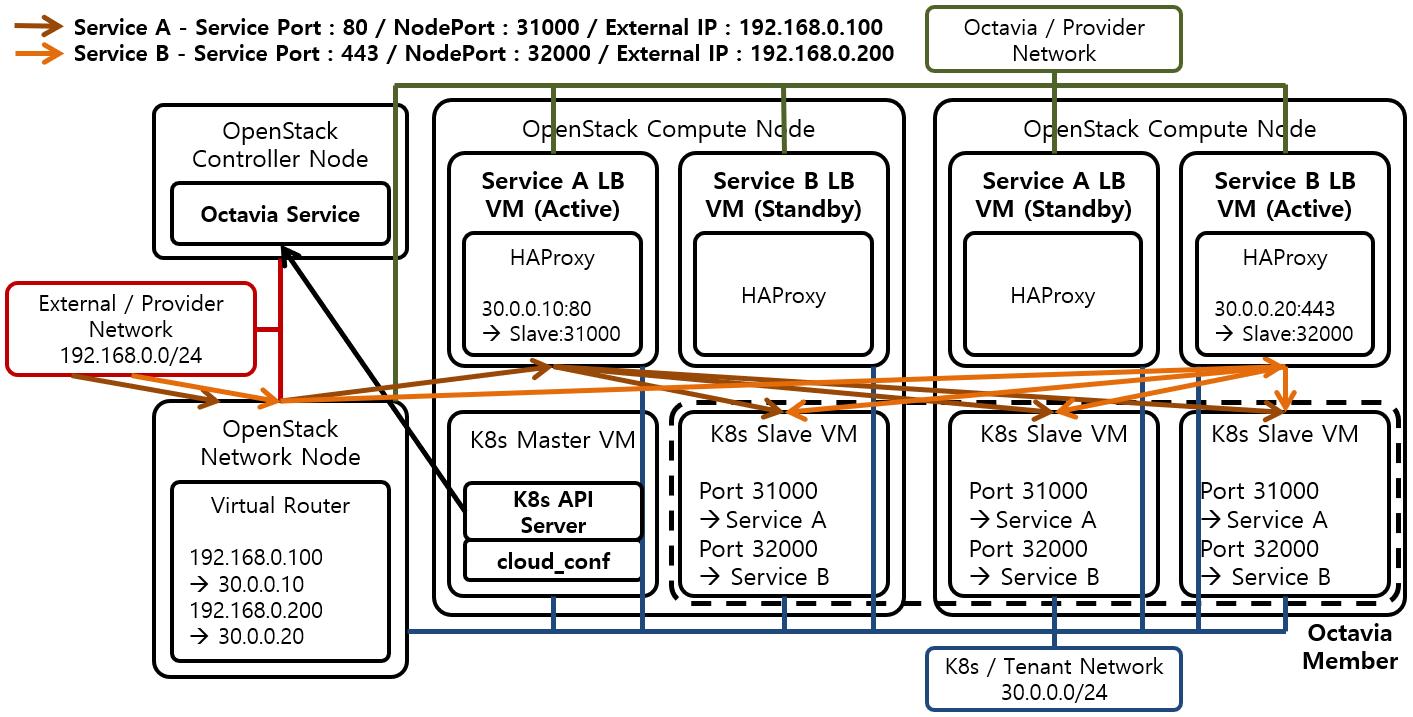 Service A - Service Port : 80 / NodePort : 31000 / External IP : 192.168.0.100
Service B - Service Port : 443 / NodePort : 32000 / External IP : 192.168.0.200
Octavia / Provider
Network
OpenStack
Controller Node
Octavia Service
External / Provider
Network
192.168.0.0/24
OpenStack
Network Node
Virtual Router
192.168.0.100
→ 30.0.0.10
192.168.0.200
→ 30.0.0.20
OpenStack Compute Node
Service A LB
VM (Active)
HAProxy
30.0.0.10:80
→ Slave:31000
Service B LB
VM (Standby)
HAProxy
K8s Master VM
K8s API
Server
cloud_conf
K8s Slave VM
Port 31000
→ Service A
Port 32000
→ Service B
OpenStack Compute Node
Service A LB
VM (Standby)
HAProxy
Service B LB
VM (Active)
HAProxy
30.0.0.20:443
→ Slave:32000
K8s Slave VM
Port 31000
→ Service A
Port 32000
→ Service B
K8s Slave VM
Port 31000
→ Service A
Port 32000
→ Service B
Octavia
Member
K8s / Tenant Network
30.0.0.0/24